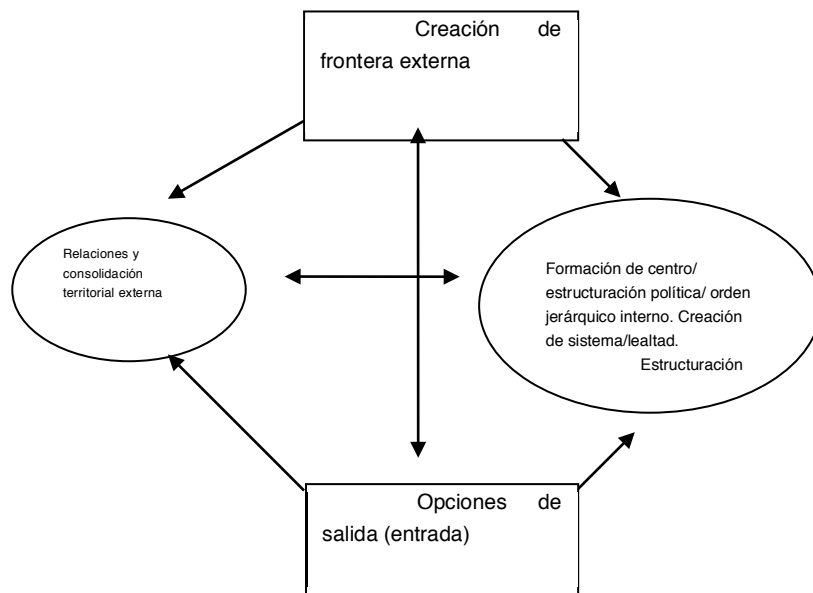 Creación de
frontera externa
Relaciones y
consolidación
territorial externa
Formación de centro/
estructuración política/ orden
jerárquico interno. Creación
de sistema/lealtad.
Estructuración
Opciones de
salida (entrada)